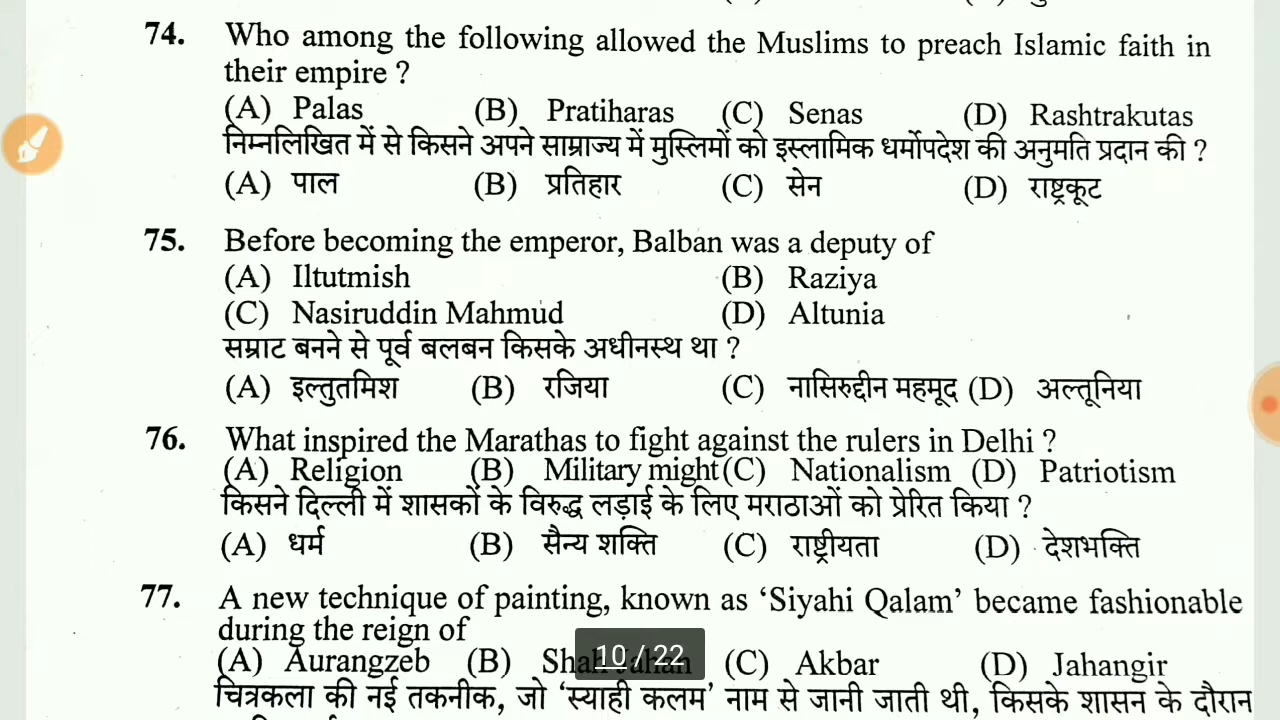 74. Who among the following allowed the Muslims to preach Islamic faith in
their empire ?
(A) Palas (B) Pratiharas (C) Senas (D) Rashtrakutas
निम्नलिखित में से किसने अपने साम्राज्य में मुस्लिमों को इस्लामिक धर्मोपदेश की अनुमति प्रदान की ?
(A) पाल (B) प्रतिहार (C) सेन (D) राष्ट्रकूट
75. Before becoming the emperor, Balban was a deputy of
(A) Iltutmish (B) Raziya
(C) Nasiruddin Mahmud (D) Altunia
सम्राट बनने से पूर्व बलबन किसके अधीनस्थ था ?
(A) इल्तुतमिश (B) रजिया (C) नासिरुद्दीन महमूद (D) अल्तूनिया
76. What inspired the Marathas to fight against the rulers in Delhi ?
(A) Religion (B) Military might (C) Nationalism (D) Patriotism
किसने दिल्ली में शासकों के विरुद्ध लड़ाई के लिए मराठाओं को प्रेरित किया ?
(A) धर्म (B) सैन्य शक्ति (C) राष्ट्रीयता (D) देशभक्ति
77. A new technique of painting, known as ‘Siyahi Qalam’ became fashionable
during the reign of
10 / 22
(A) Aurangzeb (B) Shah Jahan (C) Akbar (D) Jahangir
चित्रकला की नई तकनीक, जो ‘स्याही कलम’ नाम से जानी जाती थी, किसके शासन के दौरान